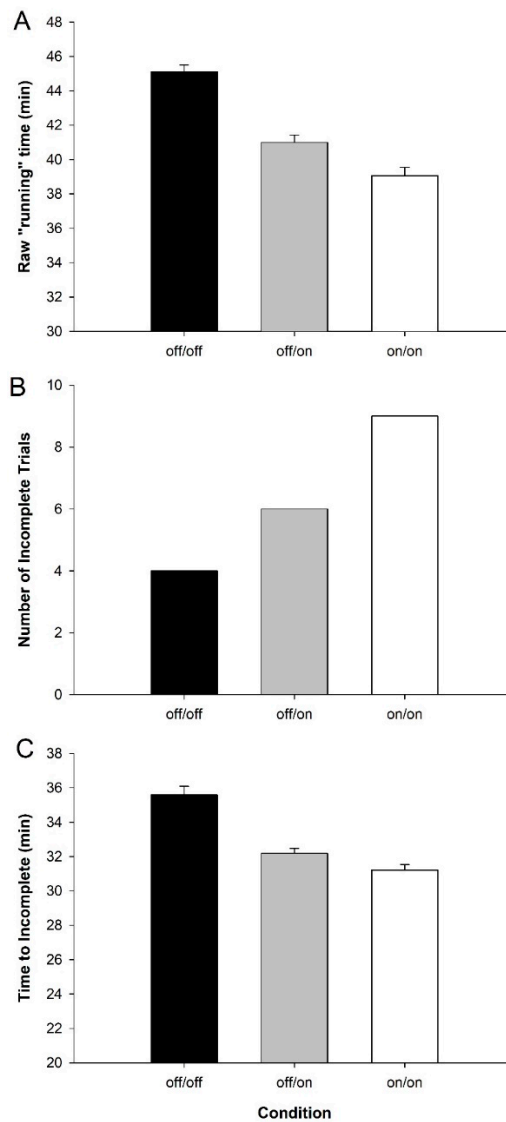 A
Raw "running" time (min)
48
46
44
42
40
38
36
34
32
30
off/off
off/on
on/on
B
Number of Incomplete Trials
10
8
6
4
2
0
off/off
off/on
on/on
C
Time to Incomplete (min)
38
36
34
32
30
28
26
24
22
20
off/off
off/on
on/on
Condition